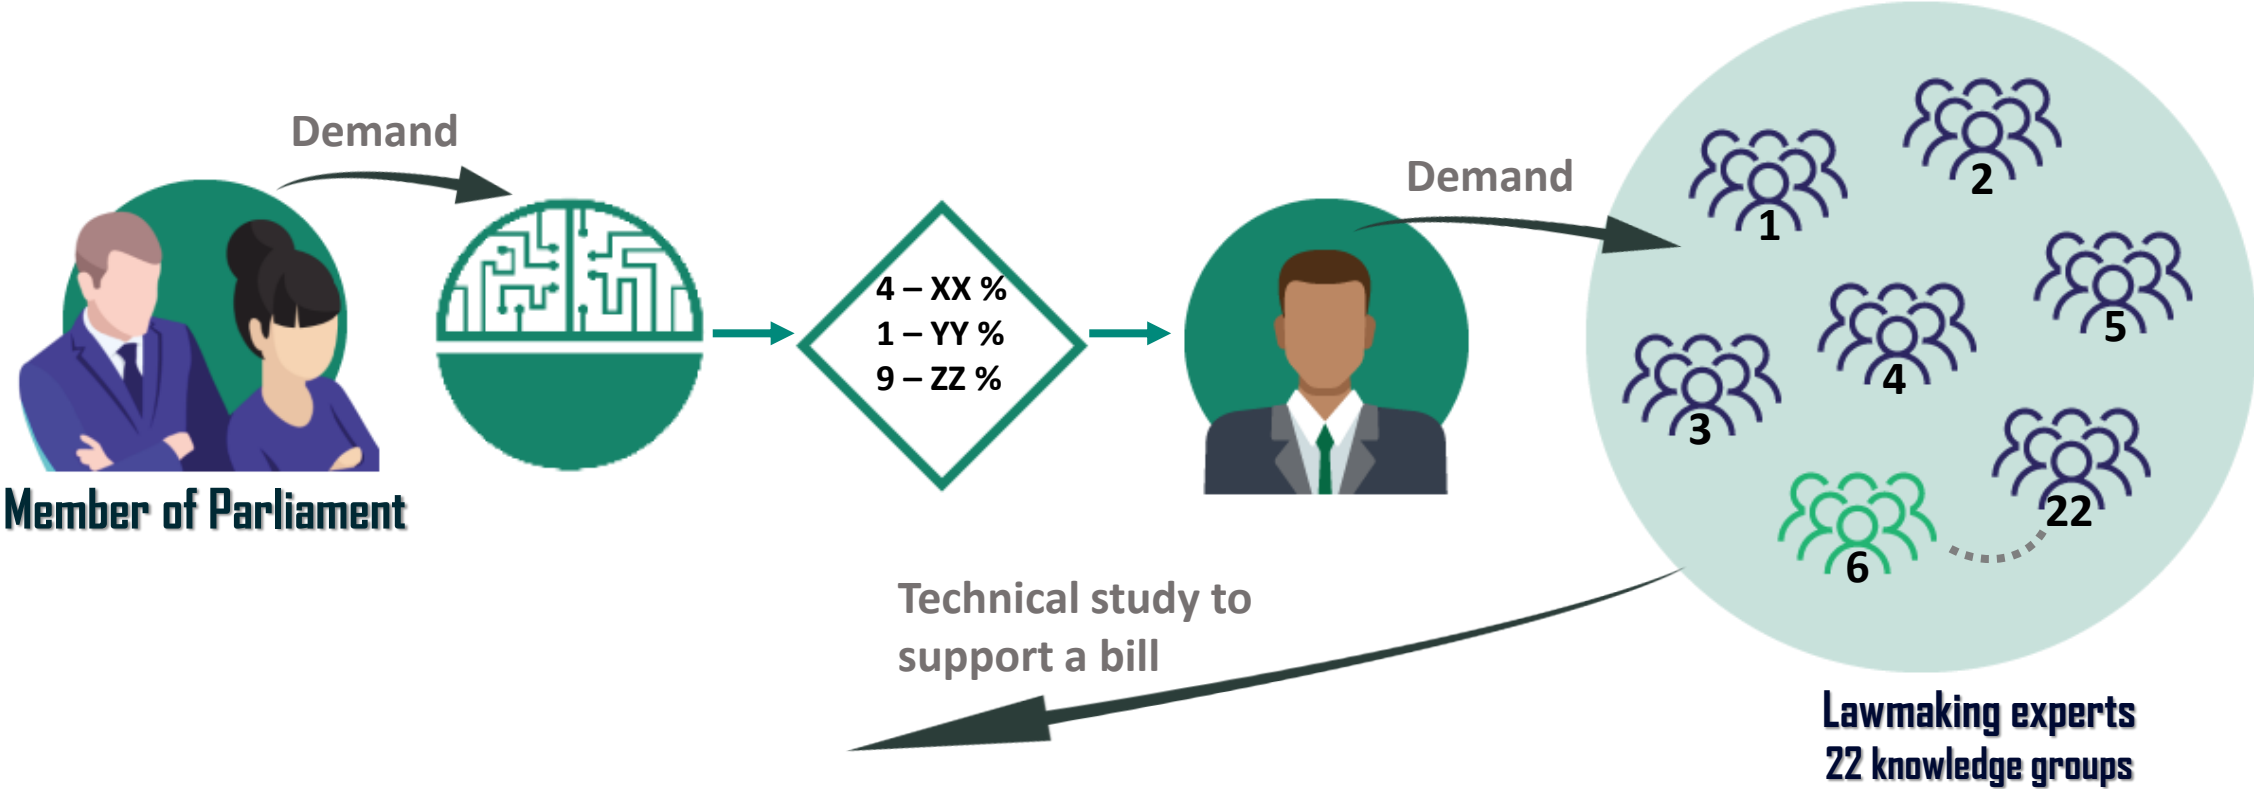 Demand
Member of Parliament
4 – XX %
1 – YY %
9 – ZZ %
Demand
1
2
3
4
5
6
22
Technical study to
support a bill
Lawmaking experts
22 knowledge groups